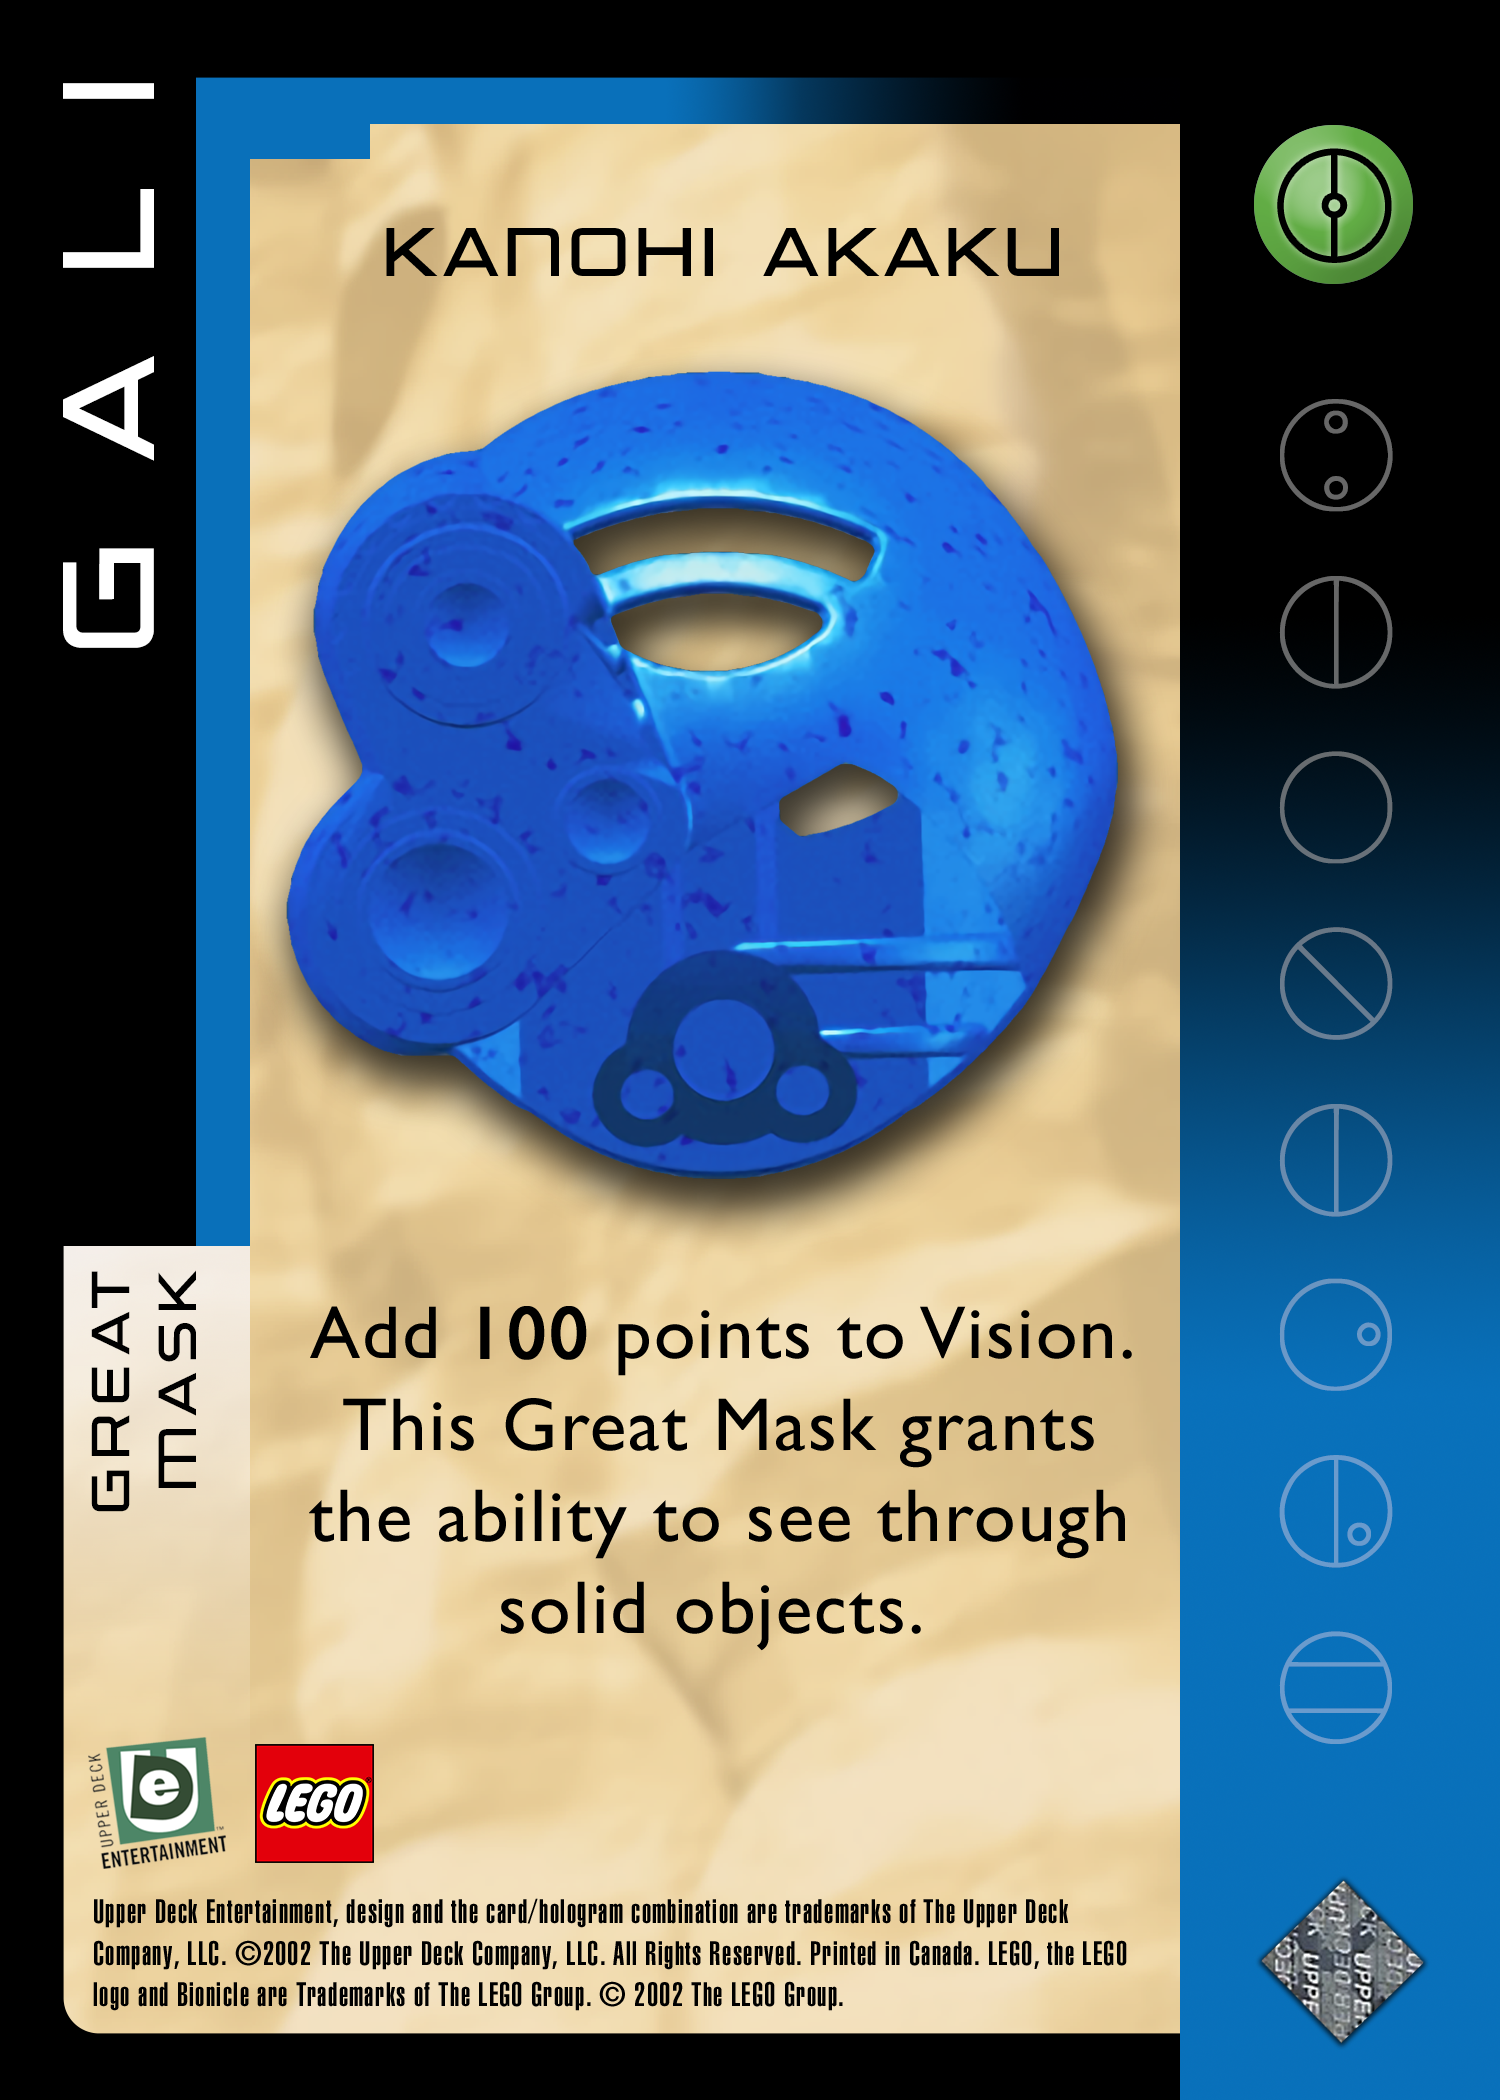 GALI
KANOHI AKAKU
GREAT
MASK
Add 100 points to Vision.
This Great Mask grants
the ability to see through
solid objects.
UPPER DECK
e
ENTERTAINMENT
LEGO
Upper Deck Entertainment, design and the card/hologram combination are trademarks of The Upper Deck
Company, LLC. ©2002 The Upper Deck Company, LLC. All Rights Reserved. Printed in Canada. LEGO, the LEGO
logo and Bionicle are Trademarks of The LEGO Group. © 2002 The LEGO Group.